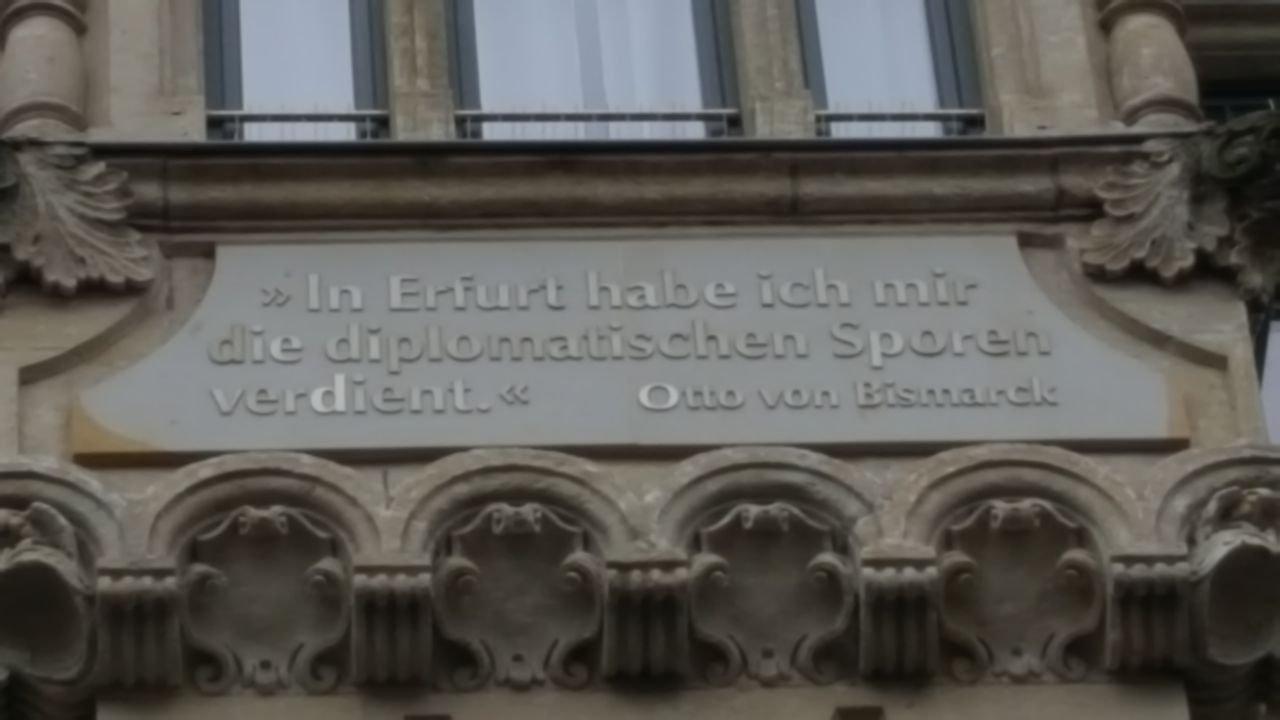 »In Erfurt habe ich mir
die diplomatischen Sporen
verdient.« Otto von Bismarck